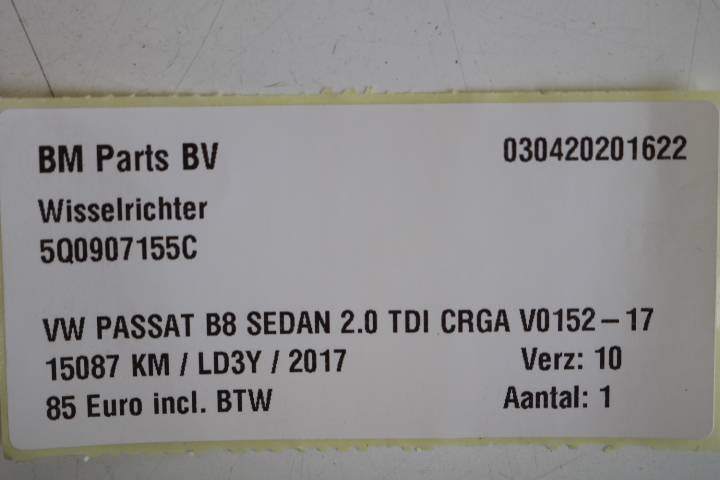 BM Parts BV 030420201622
Wisselrichter
5Q0907155C
VW PASSAT B8 SEDAN 2.0 TDI CRGA V0152-17
15087 KM / LD3Y / 2017 Verz: 10
85 Euro incl. BTW Aantal: 1